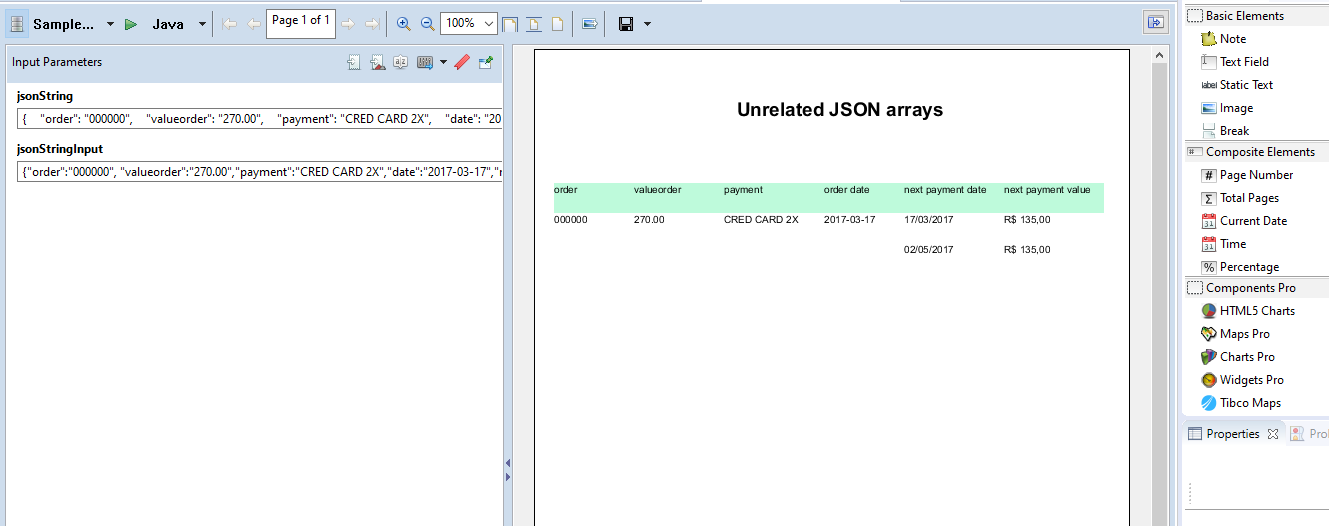 Sample... Java Page 1 of 1 100%
Input Parameters
jsonString
{ "order": "000000", "valueorder": "270.00", "payment": "CRED CARD 2X", "date": "20
jsonStringInput
{"order":"000000", "valueorder":"270.00","payment":"CRED CARD 2X","date":"2017-03-17","r
Unrelated JSON arrays
order valueorder payment order date next payment date next payment value
000000 270.00 CRED CARD 2X 2017-03-17 17/03/2017 R$ 135,00
02/05/2017 R$ 135,00
Basic Elements
Note
Text Field
label Static Text
Image
Break
Composite Elements
# Page Number
Σ Total Pages
31 Current Date
31 Time
% Percentage
Components Pro
HTML5 Charts
Maps Pro
Charts Pro
Widgets Pro
Tibco Maps
Properties Pro